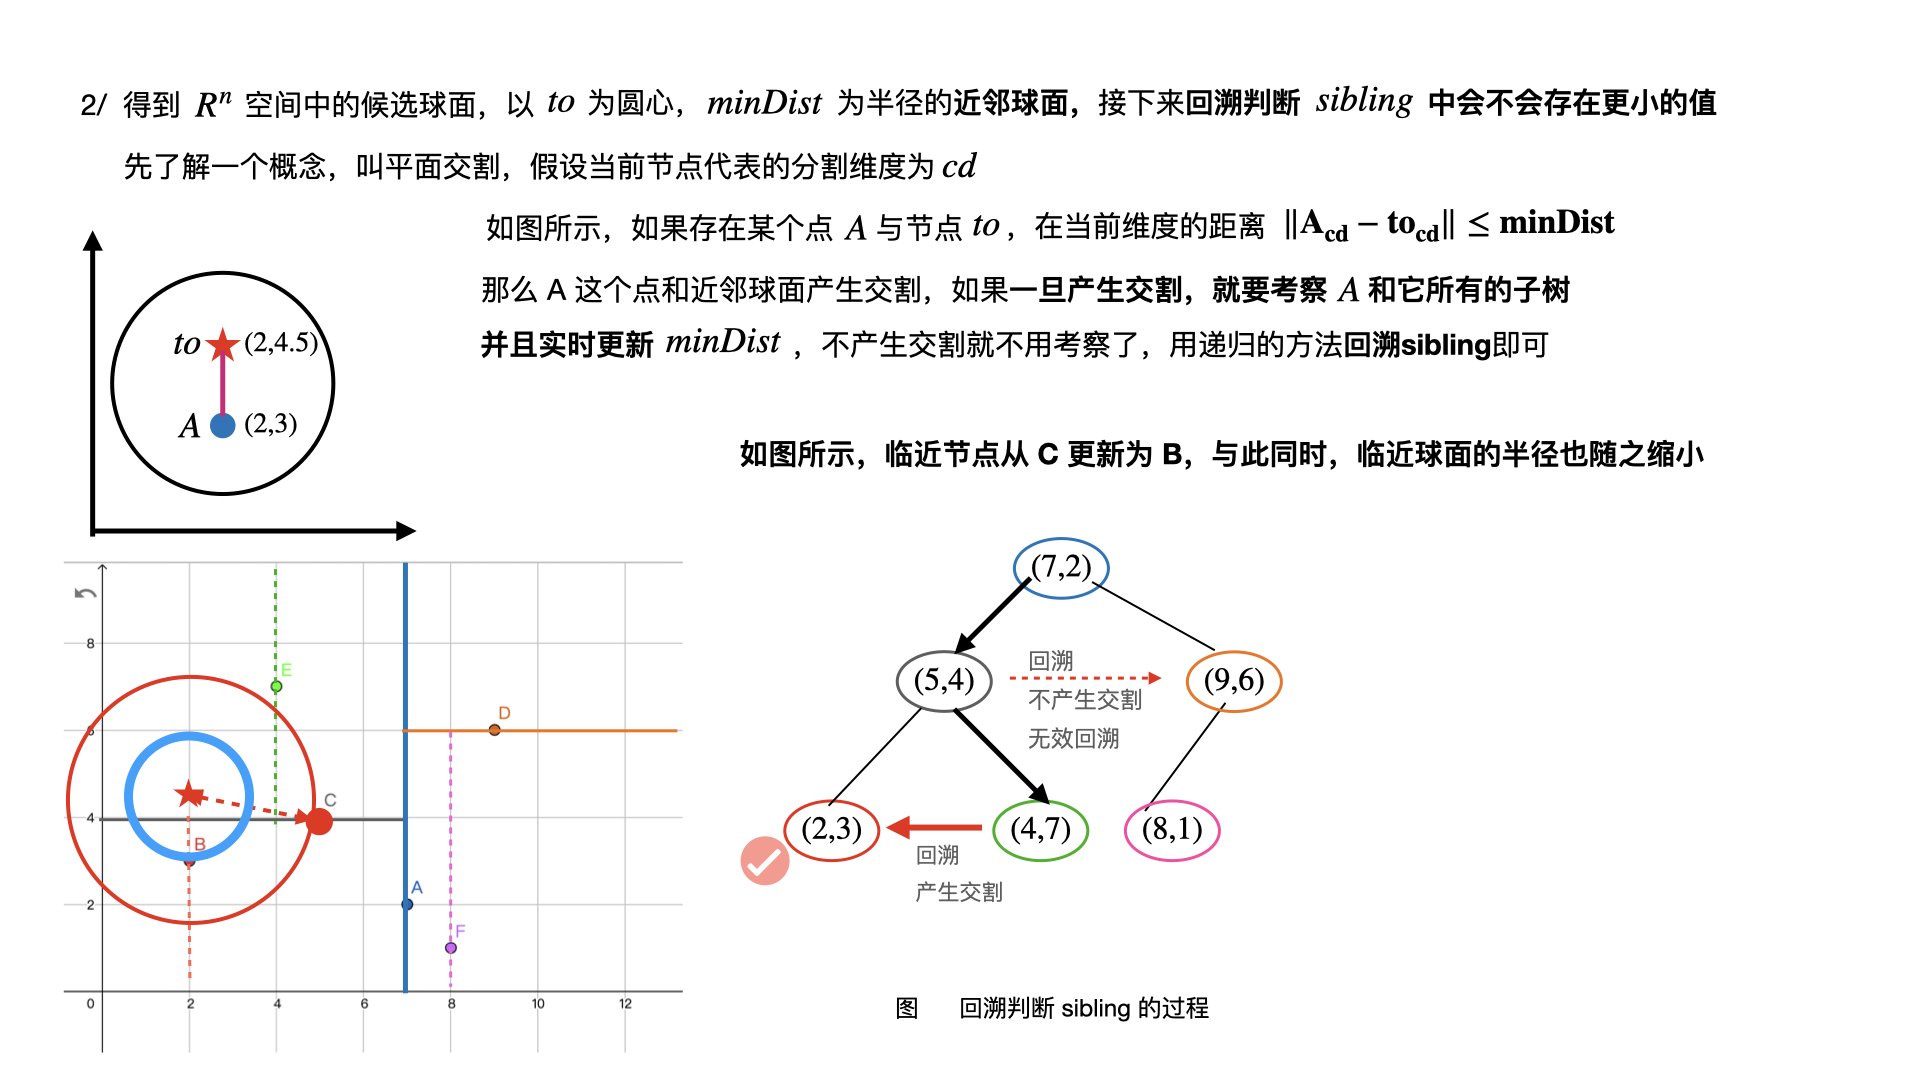 2/ 得到 Rⁿ 空间中的候选球面，以 to 为圆心，minDist 为半径的近邻球面，接下来回溯判断 sibling 中会不会存在更小的值
先了解一个概念，叫平面交割，假设当前节点代表的分割维度为 cd
如图所示，如果存在某个点 A 与节点 to ，在当前维度的距离 ‖A_cd − to_cd‖ ≤ minDist
那么 A 这个点和近邻球面产生交割，如果一旦产生交割，就要考察 A 和它所有的子树
并且实时更新 minDist ，不产生交割就不用考察了，用递归的方法回溯sibling即可
to (2,4.5)
A (2,3)
如图所示，临近节点从 C 更新为 B，与此同时，临近球面的半径也随之缩小
8
E
D
6
C
4
B
A
2
F
0 2 4 6 8 10 12
(7,2)
回溯
(5,4) (9,6)
不产生交割
无效回溯
(2,3) (4,7) (8,1)
回溯
产生交割
图 回溯判断 sibling 的过程